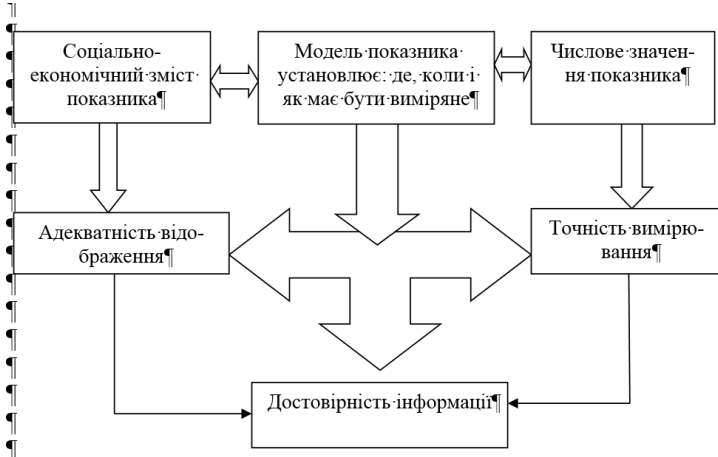 Соціально-
економічний зміст
показника¶
Модель показника
установлює: де, коли і
як має бути виміряне¶
Числове значен-
ня показника¶
Адекватність відо-
браження¶
Точність вимірю-
вання¶
Достовірність інформації¶